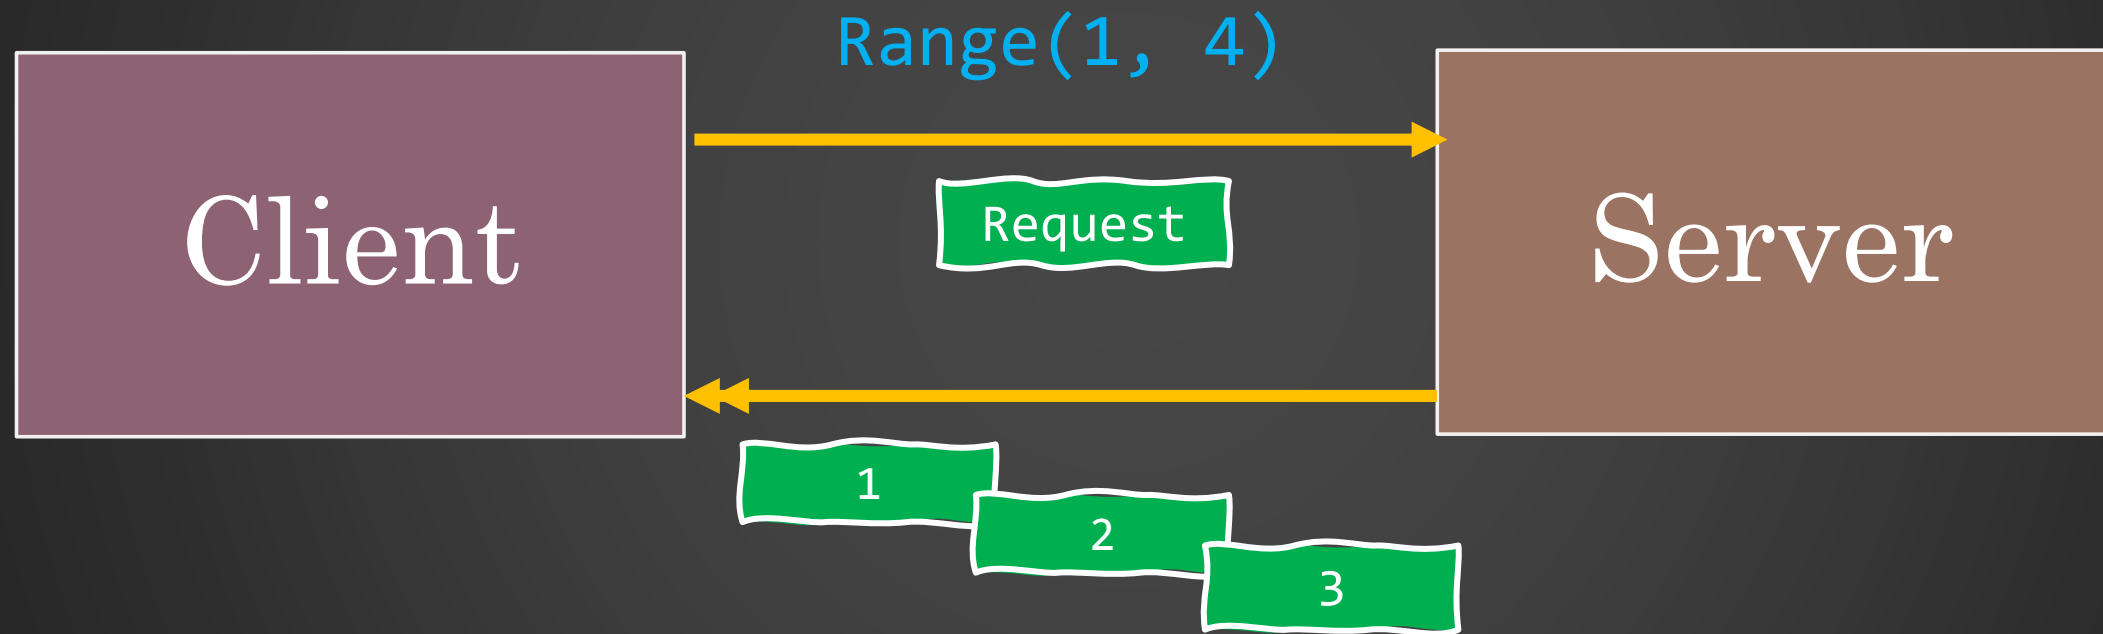 Range(1, 4)
Client
Request
Server
1
2
3